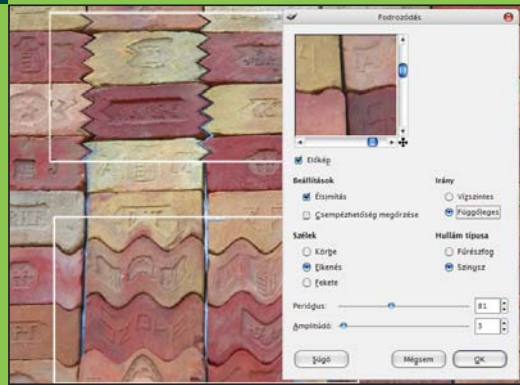 Fodrozódás
Előkép
Beállítások
Élsimítás
Csempézhetőség megőrzése
Irány
Vízszintes
Függőleges
Szélek
Körbe
Elkenés
Fekete
Hullám típusa
Fűrészfog
Szinusz
Periódus: 81
Amplitúdó: 3
Súgó Mégsem OK